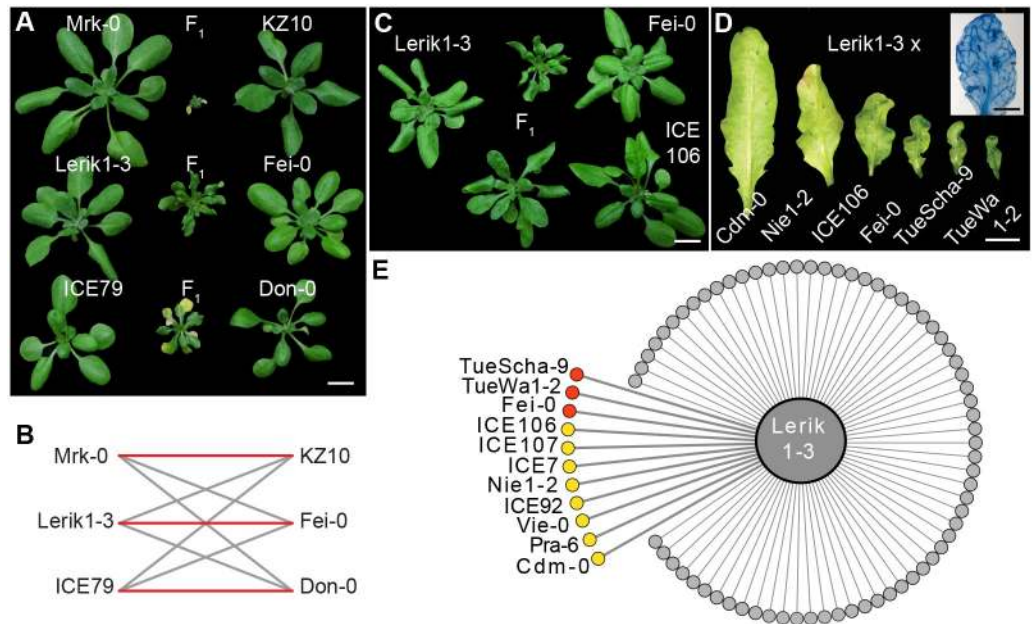 A
Mrk-0 F1 KZ10
Lerik1-3 F1 Fei-0
ICE79 F1 Don-0
B
Mrk-0 KZ10
Lerik1-3 Fei-0
ICE79 Don-0
C
Lerik1-3 Fei-0
F1
ICE
106
D
Lerik1-3 x
Cdm-0
Nie1-2
ICE106
Fei-0
TueScha-9
TueWa
1-2
E
TueScha-9
TueWa1-2
Fei-0
ICE106
ICE107
ICE7
Nie1-2
ICE92
Vie-0
Pra-6
Cdm-0
Lerik
1-3